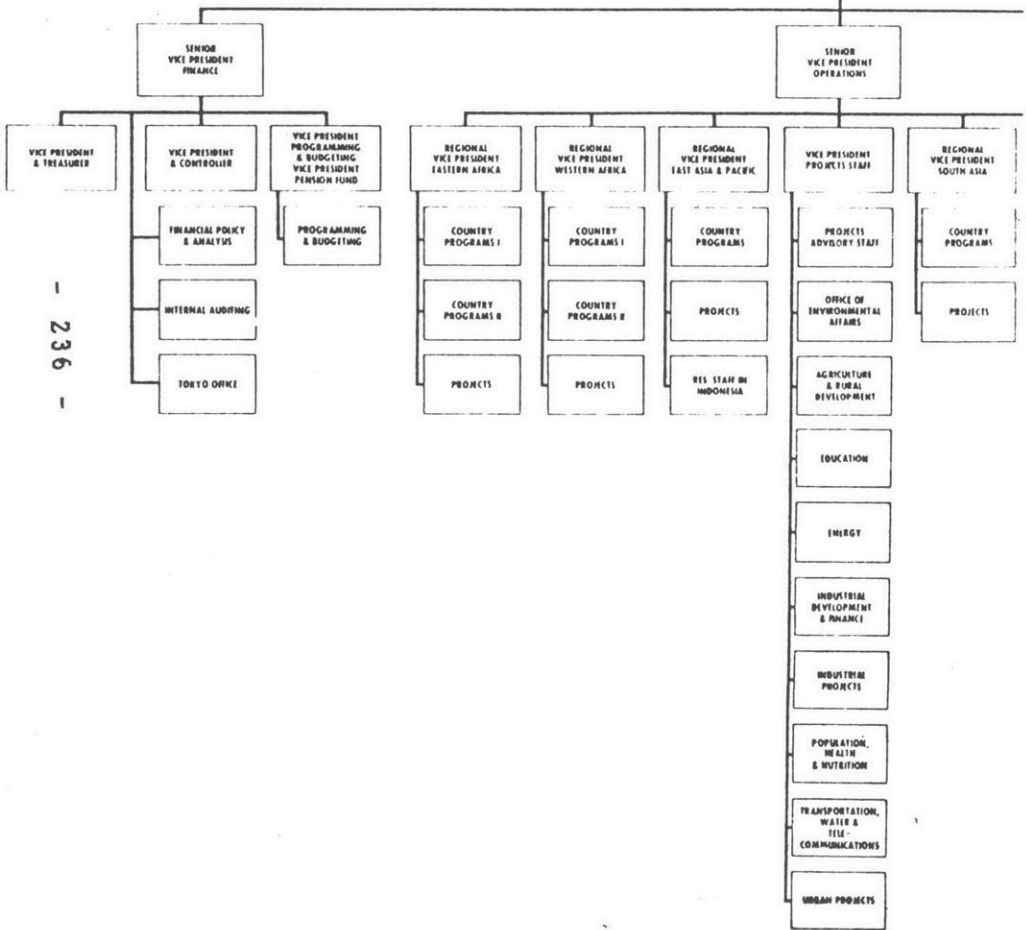 SENIOR
VICE PRESIDENT
FINANCE
SENIOR
VICE PRESIDENT
OPERATIONS
VICE PRESIDENT
& TREASURER
VICE PRESIDENT
& CONTROLLER
VICE PRESIDENT
PROGRAMMING
& BUDGETING
VICE PRESIDENT
PENSION FUND
REGIONAL
VICE PRESIDENT
EASTERN AFRICA
REGIONAL
VICE PRESIDENT
WESTERN AFRICA
REGIONAL
VICE PRESIDENT
EAST ASIA & PACIFIC
VICE PRESIDENT
PROJECTS STAFF
REGIONAL
VICE PRESIDENT
SOUTH ASIA
FINANCIAL POLICY
& ANALYSIS
PROGRAMMING
& BUDGETING
COUNTRY
PROGRAMS I
COUNTRY
PROGRAMS I
COUNTRY
PROGRAMS
PROJECTS
ADVISORY STAFF
COUNTRY
PROGRAMS
INTERNAL AUDITING
COUNTRY
PROGRAMS II
COUNTRY
PROGRAMS II
PROJECTS
OFFICE OF
ENVIRONMENTAL
AFFAIRS
PROJECTS
TOKYO OFFICE
PROJECTS
PROJECTS
RES. STAFF IN
INDONESIA
AGRICULTURE
& RURAL
DEVELOPMENT
EDUCATION
ENERGY
INDUSTRIAL
DEVELOPMENT
& FINANCE
INDUSTRIAL
PROJECTS
POPULATION,
HEALTH
& NUTRITION
TRANSPORTATION,
WATER &
TELE-
COMMUNICATIONS
URBAN PROJECTS
- 236 -